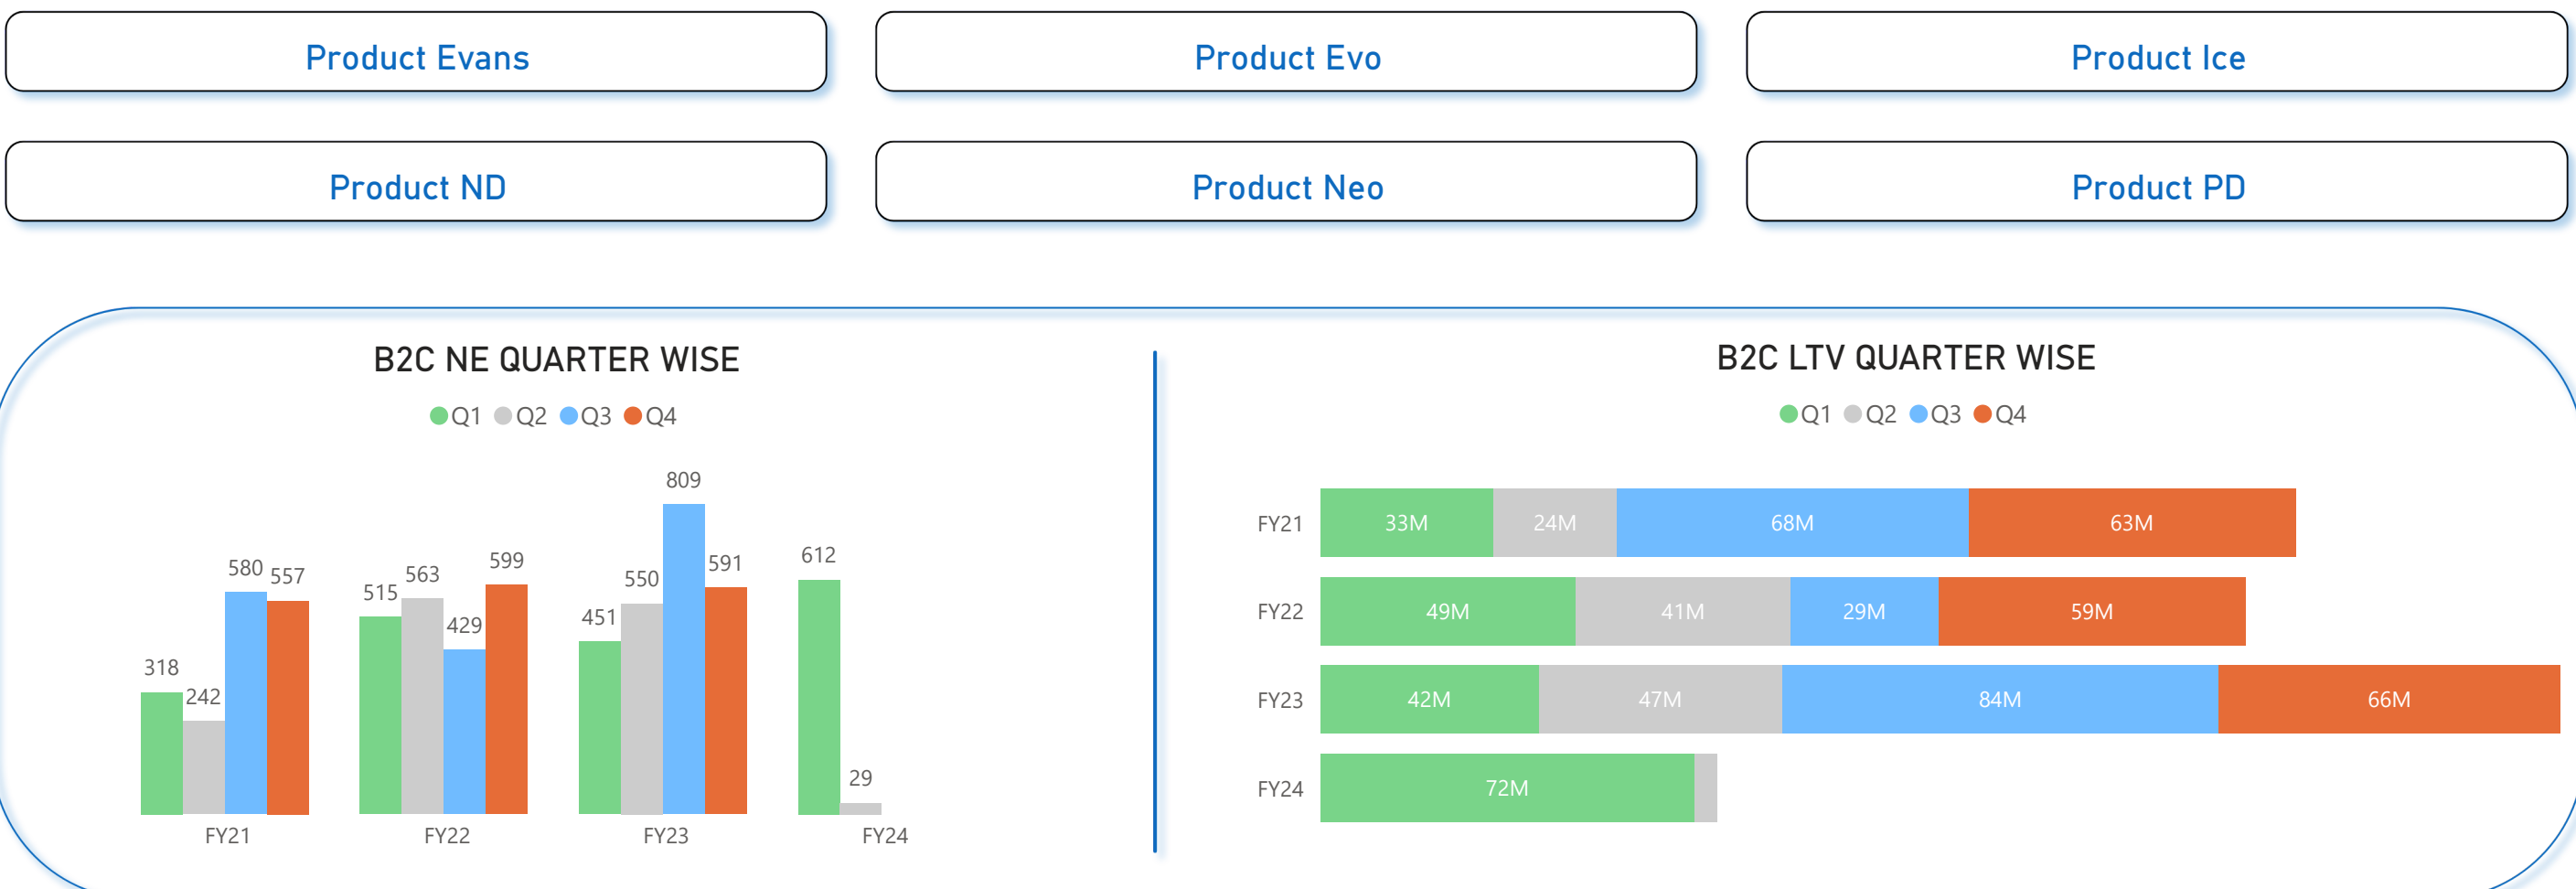 Product Evans
Product Evo
Product Ice
Product ND
Product Neo
Product PD
B2C NE QUARTER WISE
Q1 Q2 Q3 Q4
318
242
580
557
515
563
429
599
451
550
809
591
612
29
FY21
FY22
FY23
FY24
B2C LTV QUARTER WISE
Q1 Q2 Q3 Q4
FY21 33M 24M 68M 63M
FY22 49M 41M 29M 59M
FY23 42M 47M 84M 66M
FY24 72M